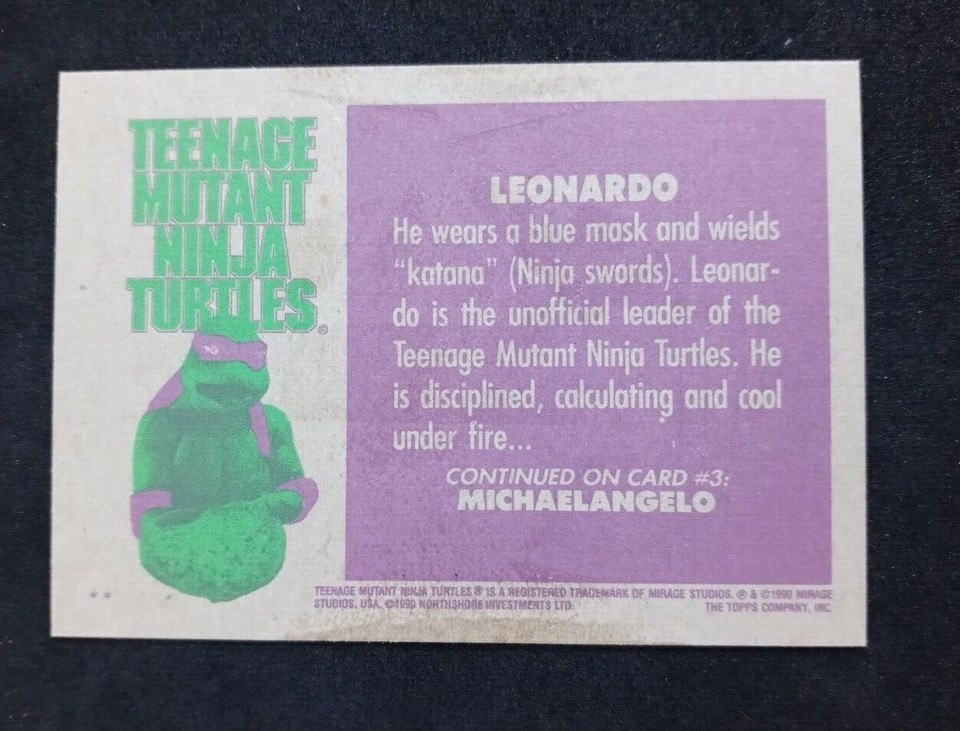 TEENAGE
MUTANT
NINJA
TURTLES®
LEONARDO
He wears a blue mask and wields
"katana" (Ninja swords). Leonar-
do is the unofficial leader of the
Teenage Mutant Ninja Turtles. He
is disciplined, calculating and cool
under fire...
CONTINUED ON CARD #3:
MICHAELANGELO
TEENAGE MUTANT NINJA TURTLES® IS A REGISTERED TRADEMARK OF MIRAGE STUDIOS. ® & ©1990 MIRAGE
STUDIOS, USA. ©1990 NORTHSHORE INVESTMENTS LTD.
THE TOPPS COMPANY, INC.
**